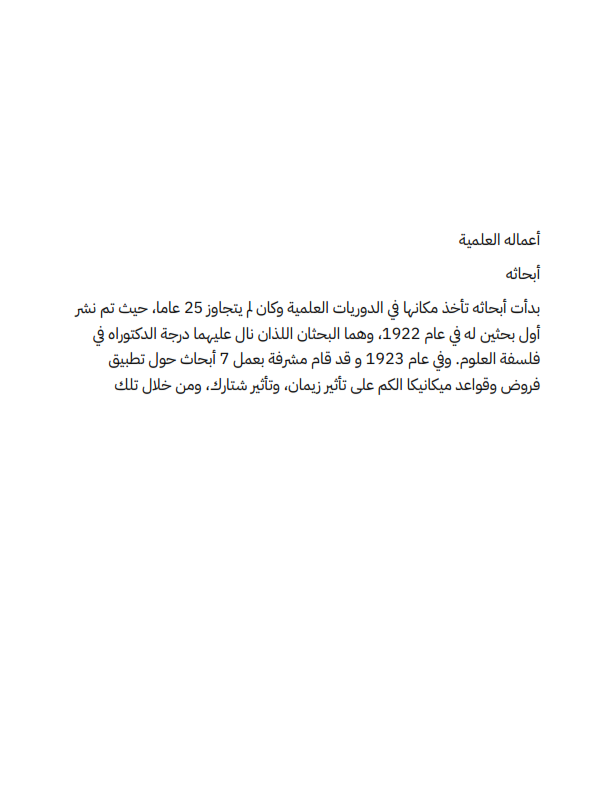 أعماله العلمية
أبحاثه
بدأت أبحاثه تأخذ مكانها في الدوريات العلمية وكان لم يتجاوز 25 عاما، حيث تم نشر
أول بحثين له في عام 1922، وهما البحثان اللذان نال عليهما درجة الدكتوراه في
فلسفة العلوم. وفي عام 1923 و قد قام مشرفة بعمل 7 أبحاث حول تطبيق
فروض وقواعد ميكانيكا الكم على تأثير زيمان، وتأثير شتارك، ومن خلال تلك